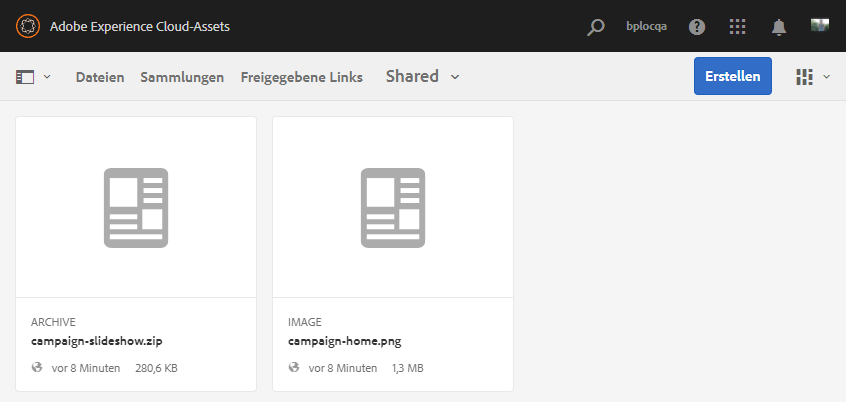 Adobe Experience Cloud-Assets
bplocqa
Dateien Sammlungen Freigegebene Links Shared
Erstellen
ARCHIVE
campaign-slideshow.zip
vor 8 Minuten 280,6 KB
IMAGE
campaign-home.png
vor 8 Minuten 1,3 MB